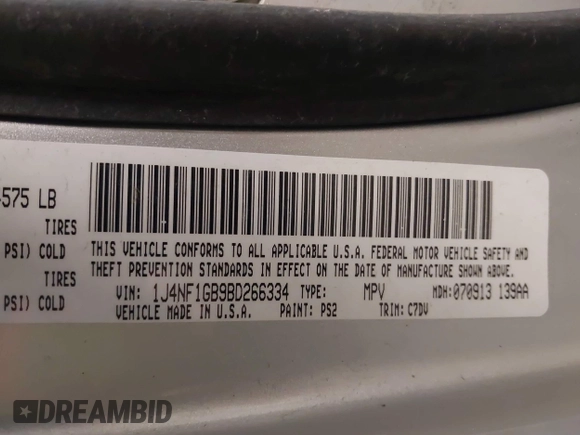 4575 LB
TIRES
PSI) COLD
TIRES
PSI) COLD
THIS VEHICLE CONFORMS TO ALL APPLICABLE U.S.A. FEDERAL MOTOR VEHICLE SAFETY AND
THEFT PREVENTION STANDARDS IN EFFECT ON THE DATE OF MANUFACTURE SHOWN ABOVE.
VIN: 1J4NF1GB9BD266334 TYPE: MPV MDH: 070913 139AA
VEHICLE MADE IN U.S.A. PAINT: PS2 TRIM: C7DV
DREAMBID